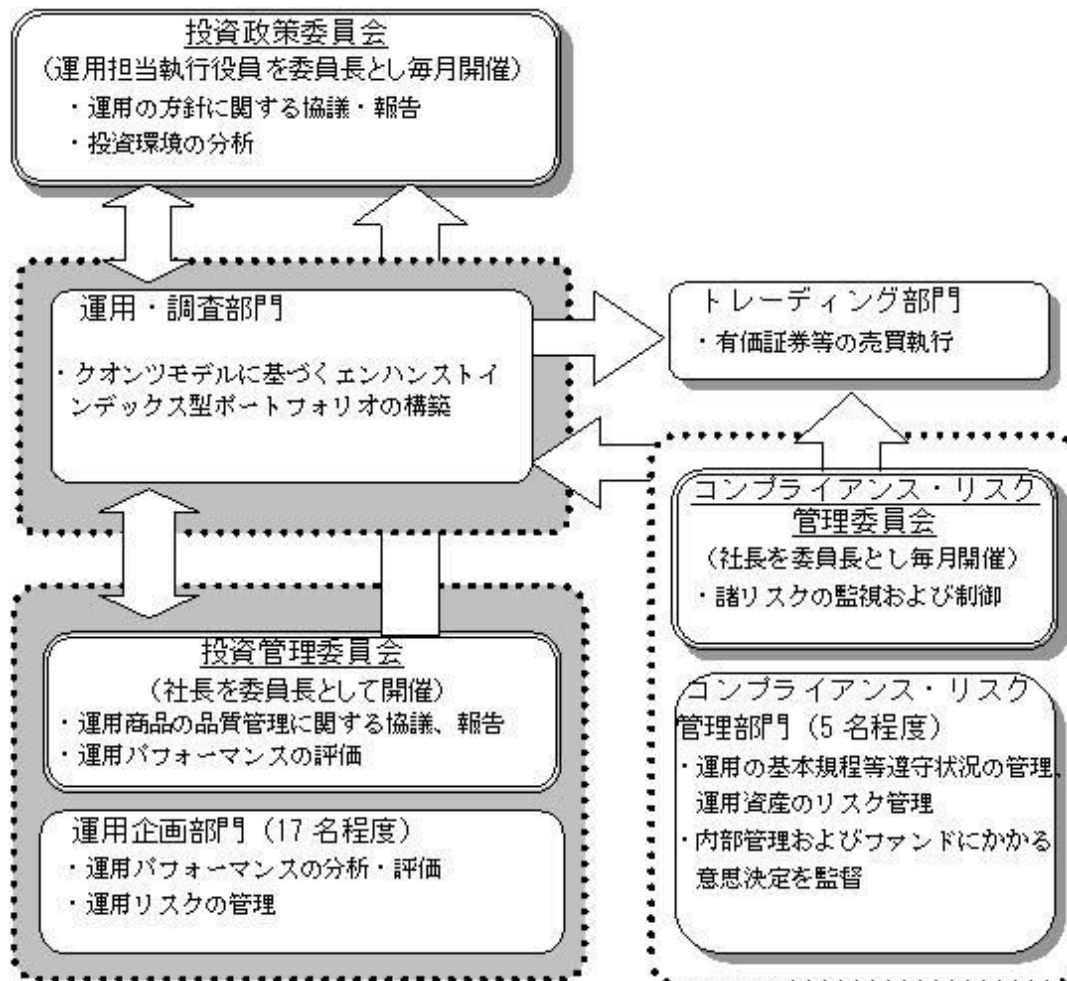 投資政策委員会
（運用担当執行役員を委員長とし毎月開催）
・運用の方針に関する協議・報告
・投資環境の分析
運用・調査部門
・クオンツモデルに基づくエンハンストイ
ンデックス型ポートフォリオの構築
トレーディング部門
・有価証券等の売買執行
コンプライアンス・リスク
管理委員会
（社長を委員長とし毎月開催）
・諸リスクの監視および制御
投資管理委員会
（社長を委員長として開催）
・運用商品の品質管理に関する協議、報告
・運用パフォーマンスの評価
運用企画部門（17名程度）
・運用パフォーマンスの分析・評価
・運用リスクの管理
コンプライアンス・リスク
管理部門（5名程度）
・運用の基本規程等遵守状況の管理、
運用資産のリスク管理
・内部管理およびファンドにかかる
意思決定を監督